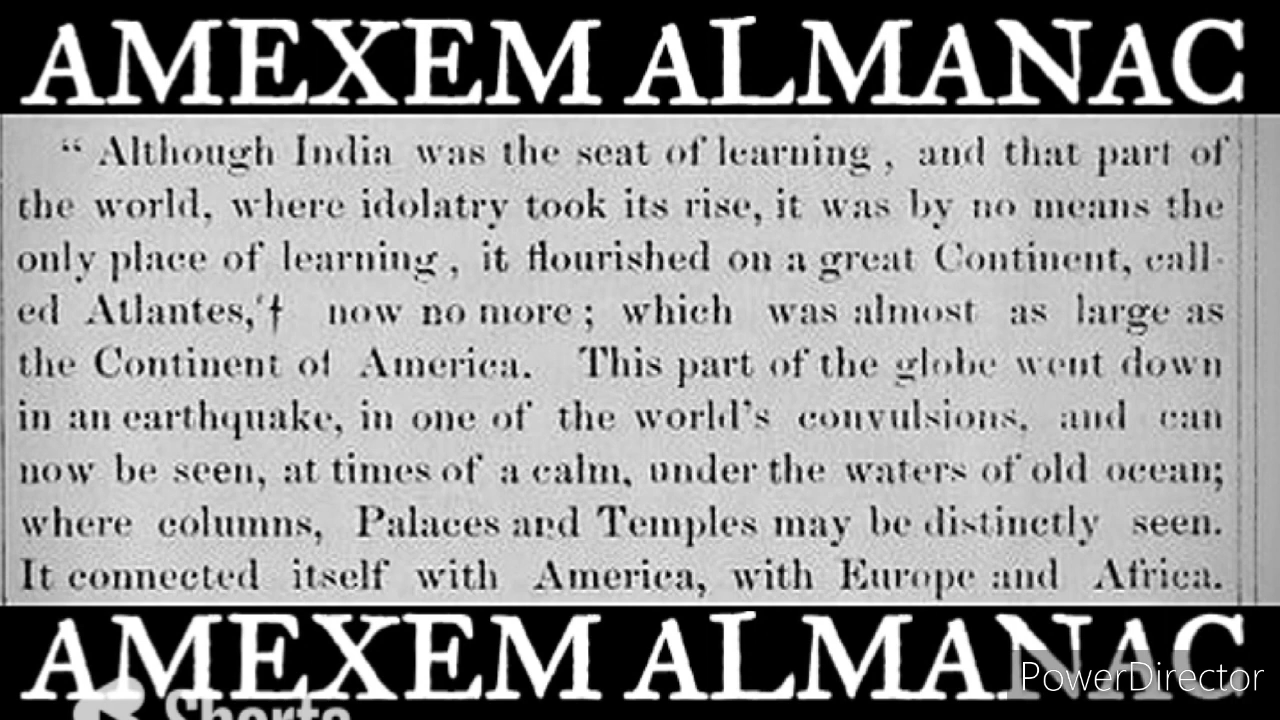 AMEXEM ALMANAC
“ Although India was the seat of learning , and that part of
the world, where idolatry took its rise, it was by no means the
only place of learning , it flourished on a great Continent, call-
ed Atlantes,‘† now no more ; which was almost as large as
the Continent of America. This part of the globe went down
in an earthquake, in one of the world’s convulsions, and can
now be seen, at times of a calm, under the waters of old ocean;
where columns, Palaces and Temples may be distinctly seen.
It connected itself with America, with Europe and Africa.
AMEXEM ALMANAC
PowerDirector
Shorts